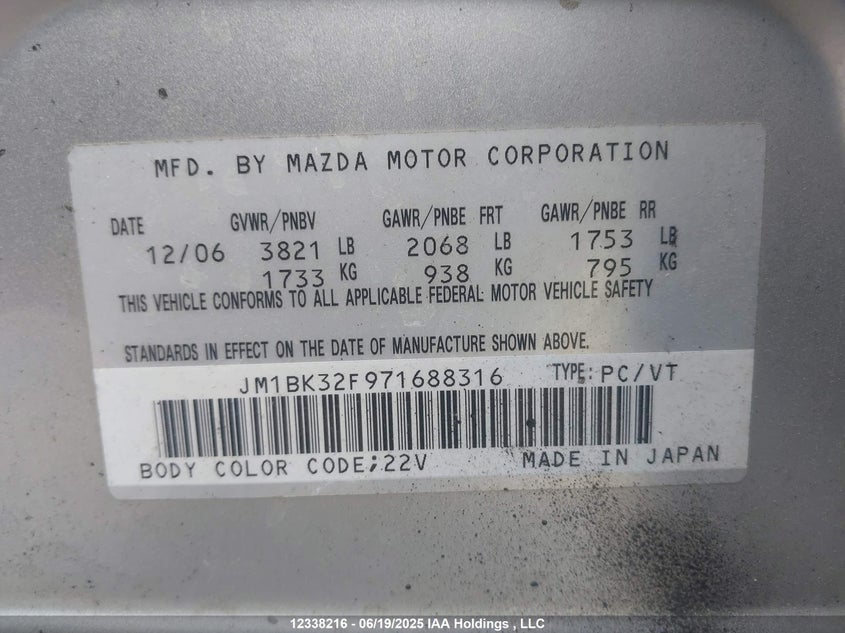 MFD. BY MAZDA MOTOR CORPORATION
DATE GVWR/PNBV GAWR/PNBE FRT GAWR/PNBE RR
12/06 3821 LB 2068 LB 1753 LB
1733 KG 938 KG 795 KG
THIS VEHICLE CONFORMS TO ALL APPLICABLE FEDERAL MOTOR VEHICLE SAFETY
STANDARDS IN EFFECT ON THE DATE OF MANUFACTURE SHOWN ABOVE.
JM1BK32F971688316 TYPE: PC/VT
BODY COLOR CODE;22V MADE IN JAPAN
12338216 - 06/19/2025 IAA Holdings , LLC